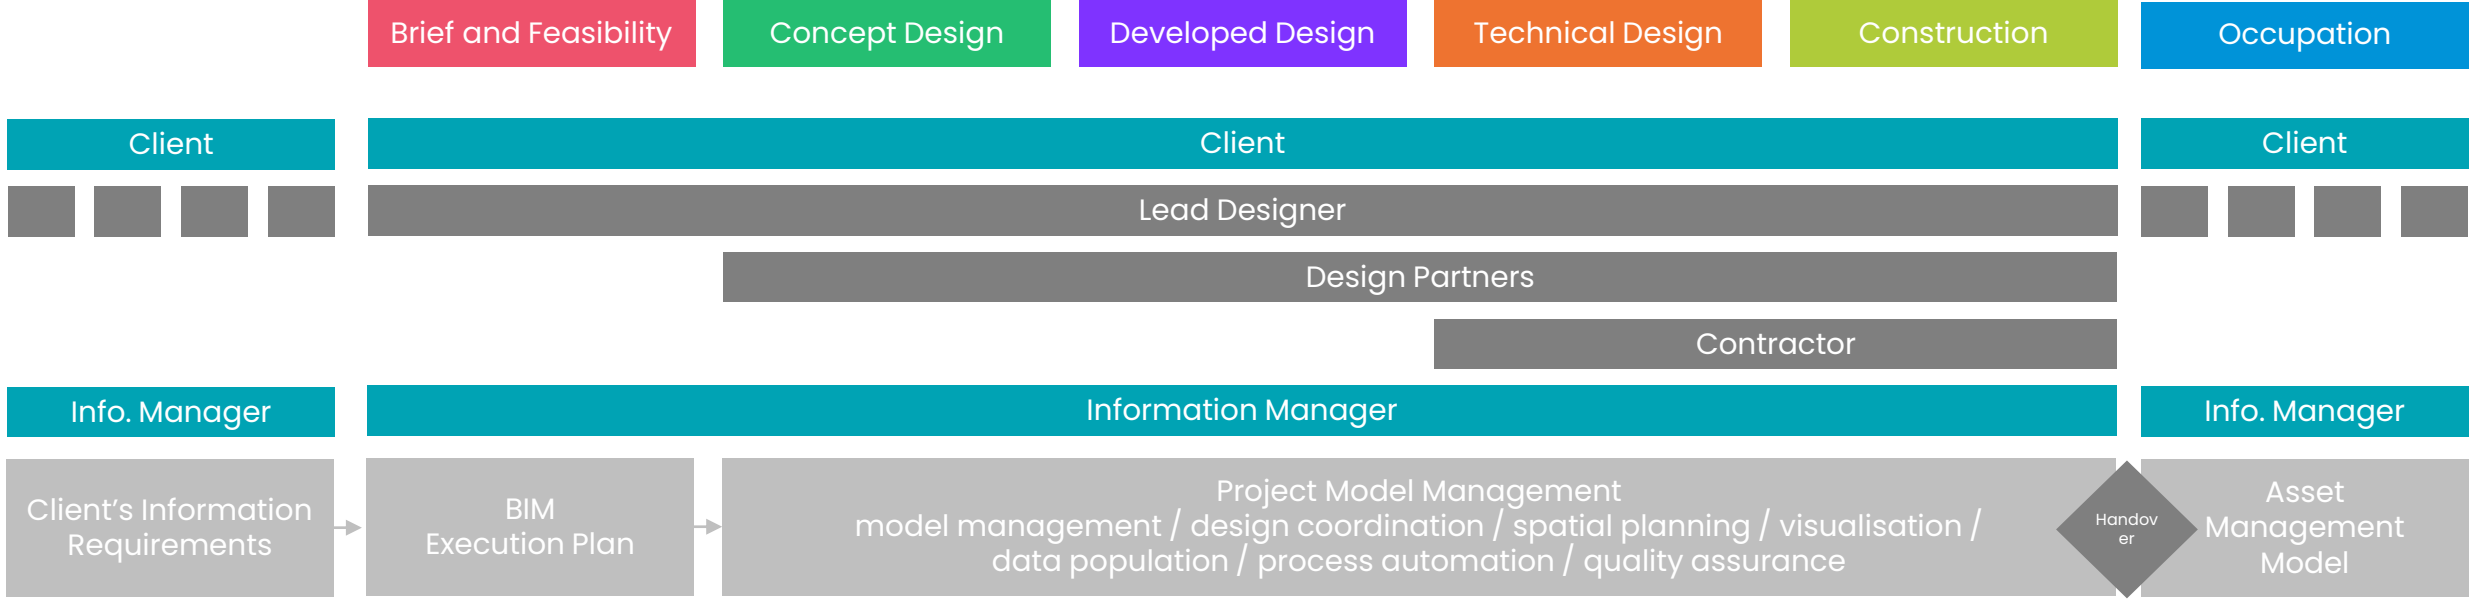 Brief and Feasibility
Concept Design
Developed Design
Technical Design
Construction
Occupation
Client
Client
Client
Lead Designer
Design Partners
Contractor
Info. Manager
Information Manager
Info. Manager
Client’s Information
Requirements
BIM
Execution Plan
Project Model Management
model management / design coordination / spatial planning / visualisation /
data population / process automation / quality assurance
Handov
er
Asset
Management
Model